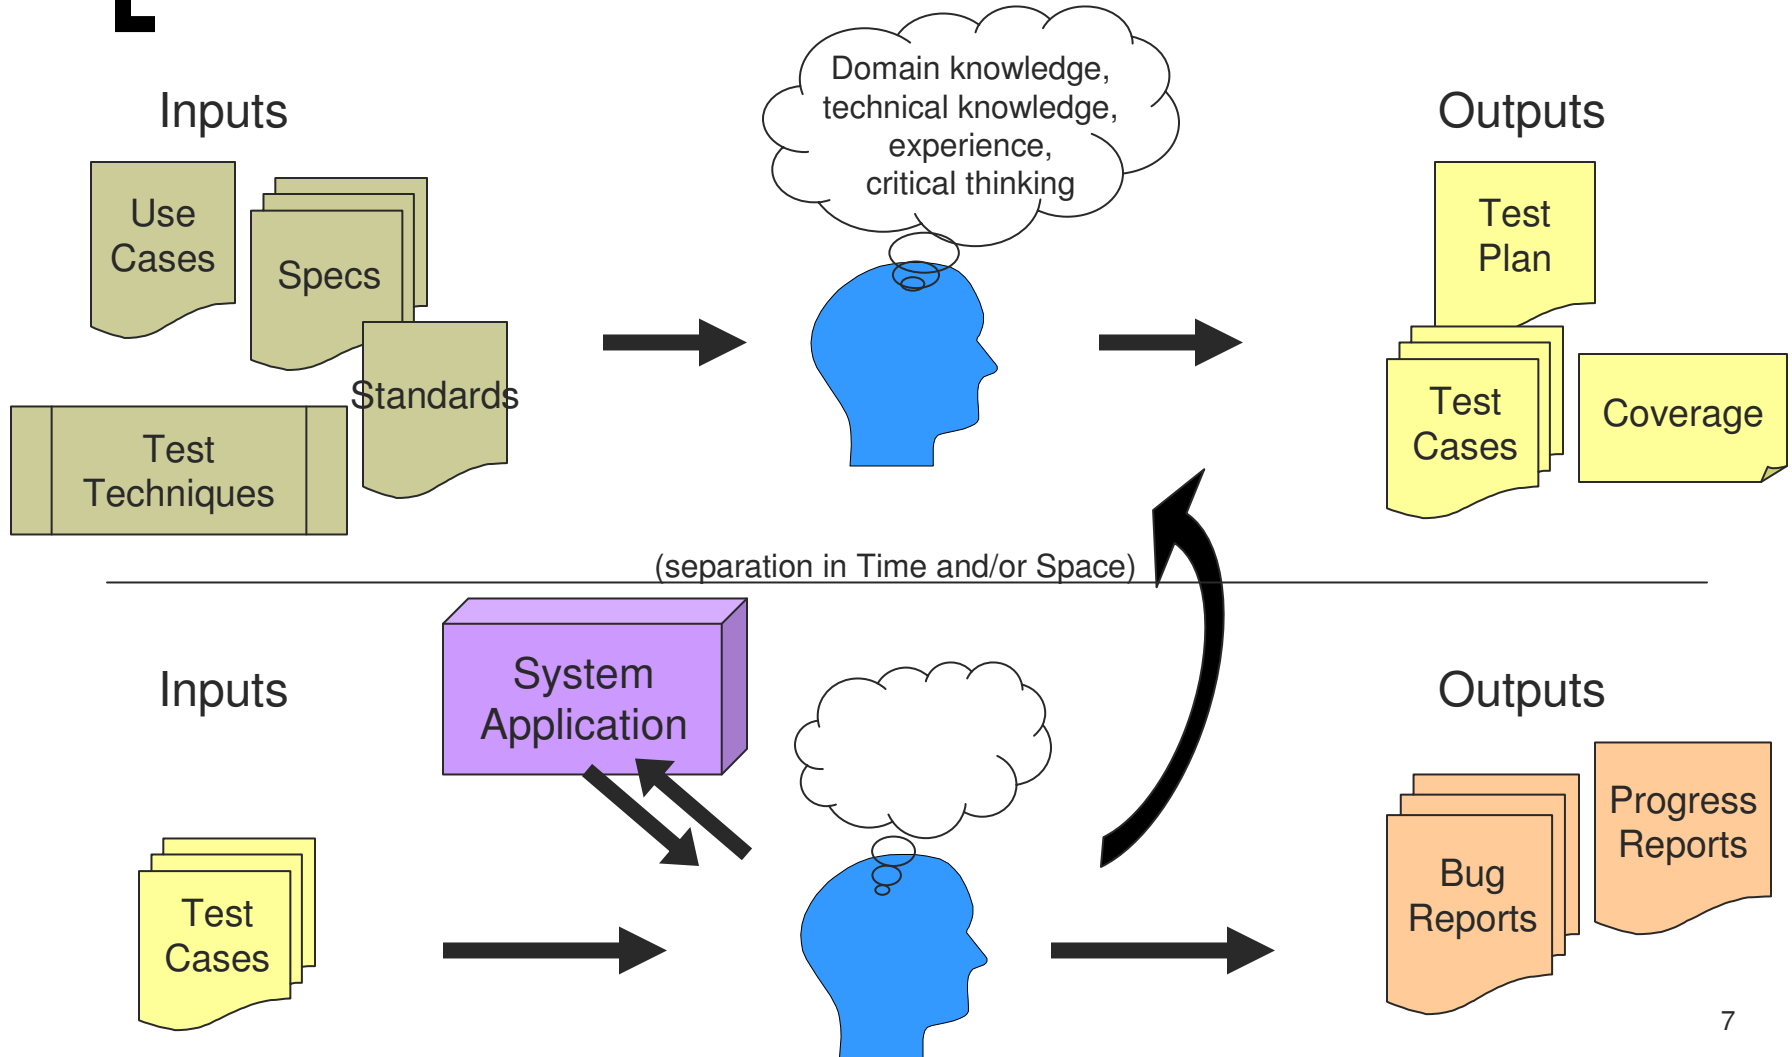 Inputs
Domain knowledge,
technical knowledge,
experience,
critical thinking
Outputs
Use
Cases
Specs
Standards
Test
Techniques
Test
Plan
Test
Cases
Coverage
(separation in Time and/or Space)
Inputs
System
Application
Outputs
Test
Cases
Bug
Reports
Progress
Reports
7